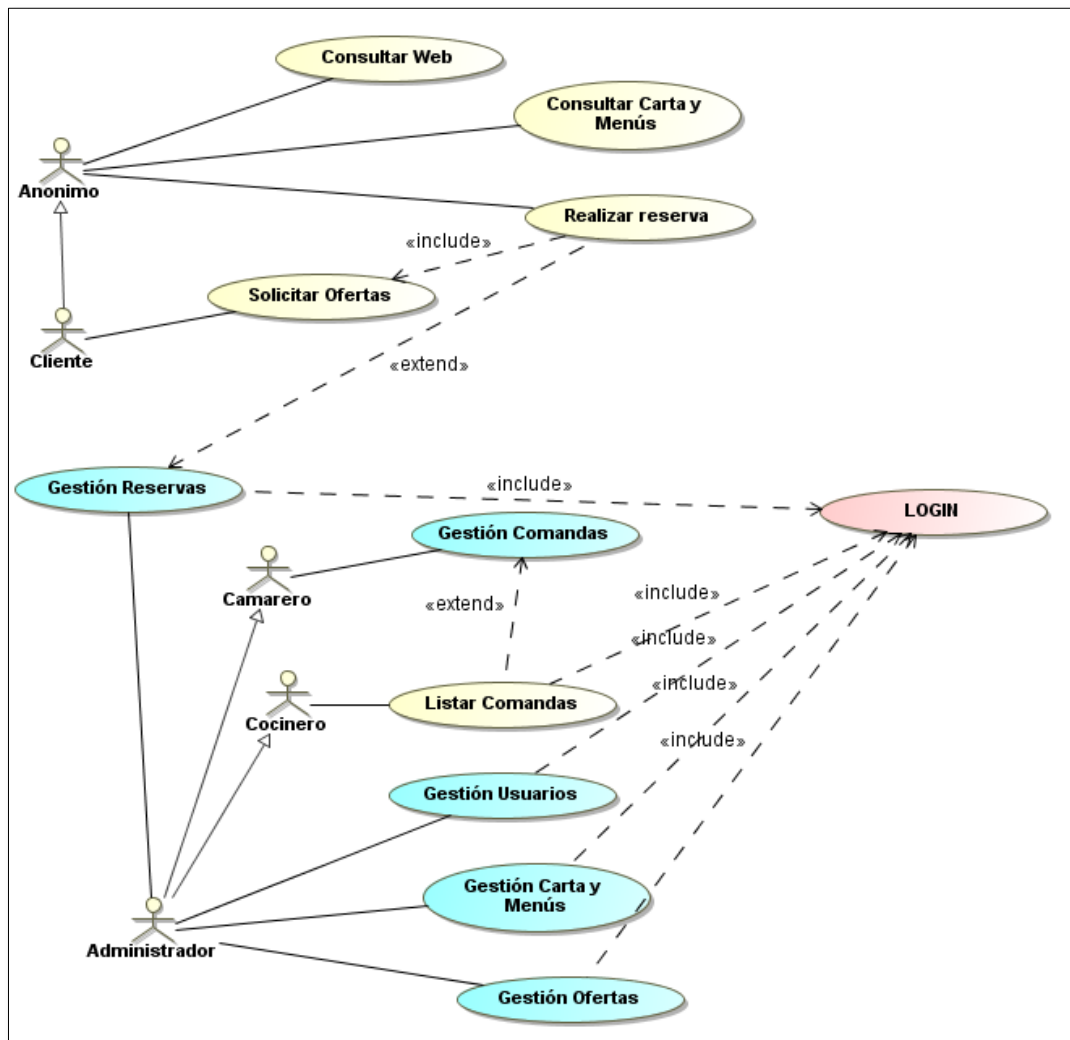 Consultar Web
Consultar Carta y
Menús
Anonimo
Realizar reserva
«include»
Solicitar Ofertas
Cliente
«extend»
Gestión Reservas
«include»
LOGIN
Gestión Comandas
Camarero
«extend»
«include»
«include»
Cocinero
Listar Comandas
«include»
«include»
Gestión Usuarios
Gestión Carta y
Menús
Administrador
Gestión Ofertas